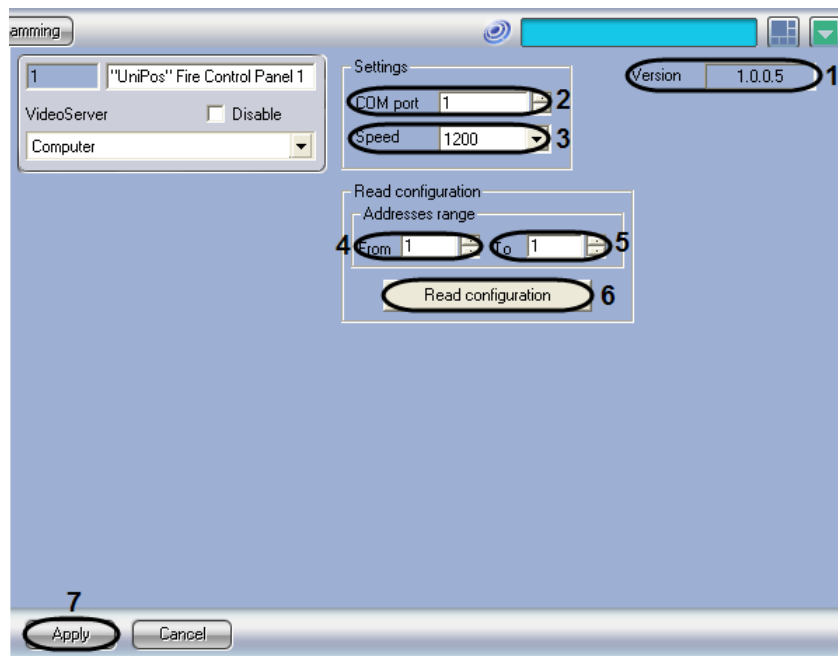 amming
1 "UniPos" Fire Control Panel 1
VideoServer Disable
Computer
Settings
COM port 1 2
Speed 1200 3
Version 1.0.0.5 1
Read configuration
Addresses range
4 From 1 To 1 5
Read configuration 6
7
Apply Cancel